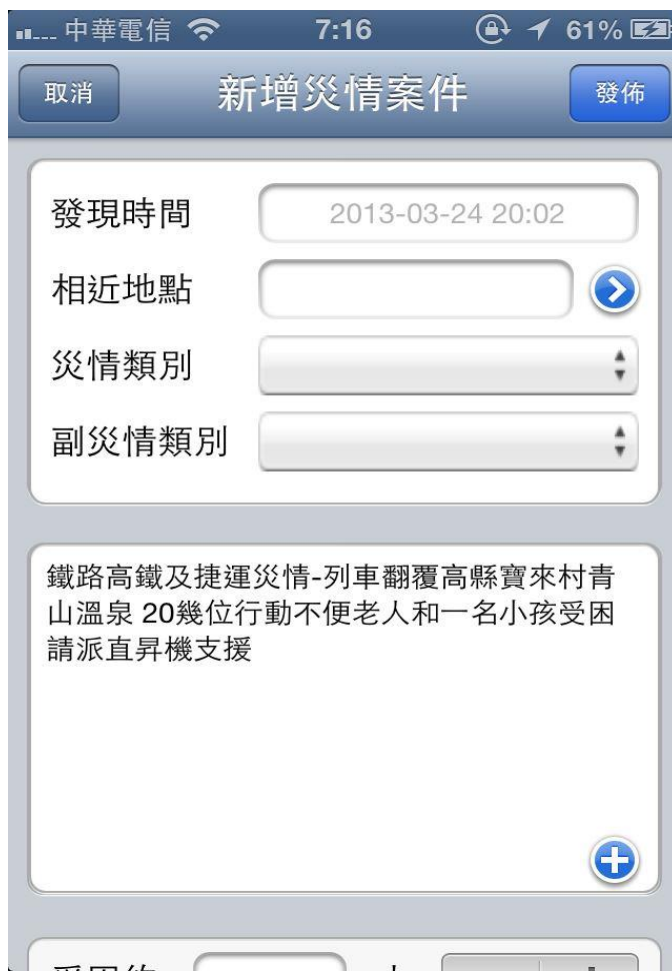 中華電信 7:16 61%
取消 新增災情案件 發佈
發現時間 2013-03-24 20:02
相近地點
災情類別
副災情類別
鐵路高鐵及捷運災情-列車翻覆高縣寶來村青
山溫泉 20幾位行動不便老人和一名小孩受困
請派直昇機支援